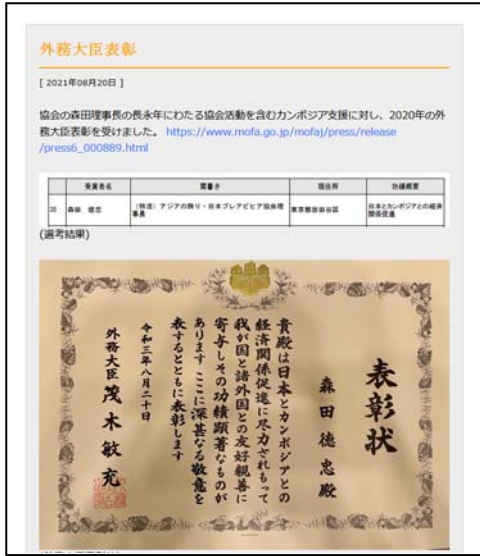 外務大臣表彰
[ 2021年08月20日 ]
協会の森田理事長の長年にわたる協会活動を含むカンボジア支援に対し、2020年の外
務大臣表彰を受けました。 https://www.mofa.go.jp/mofaj/press/release
/press6_000889.html
受賞者名 肩書き 現住所 功績概要
25 森田 徳忠 (特活)アジアの誇り・日本プレアビヒア協会理事長 東京都世田谷区 日本とカンボジアとの経済関係促進
(選考結果)
表彰状
森田徳忠殿
貴殿は日本とカンボジアとの
経済関係促進に尽力されもって
我が国と諸外国との友好親善に
寄与しその功績顕著なものが
あります ここに深甚なる敬意を
表するとともに表彰します
令和三年八月二十日
外務大臣 茂木敏充